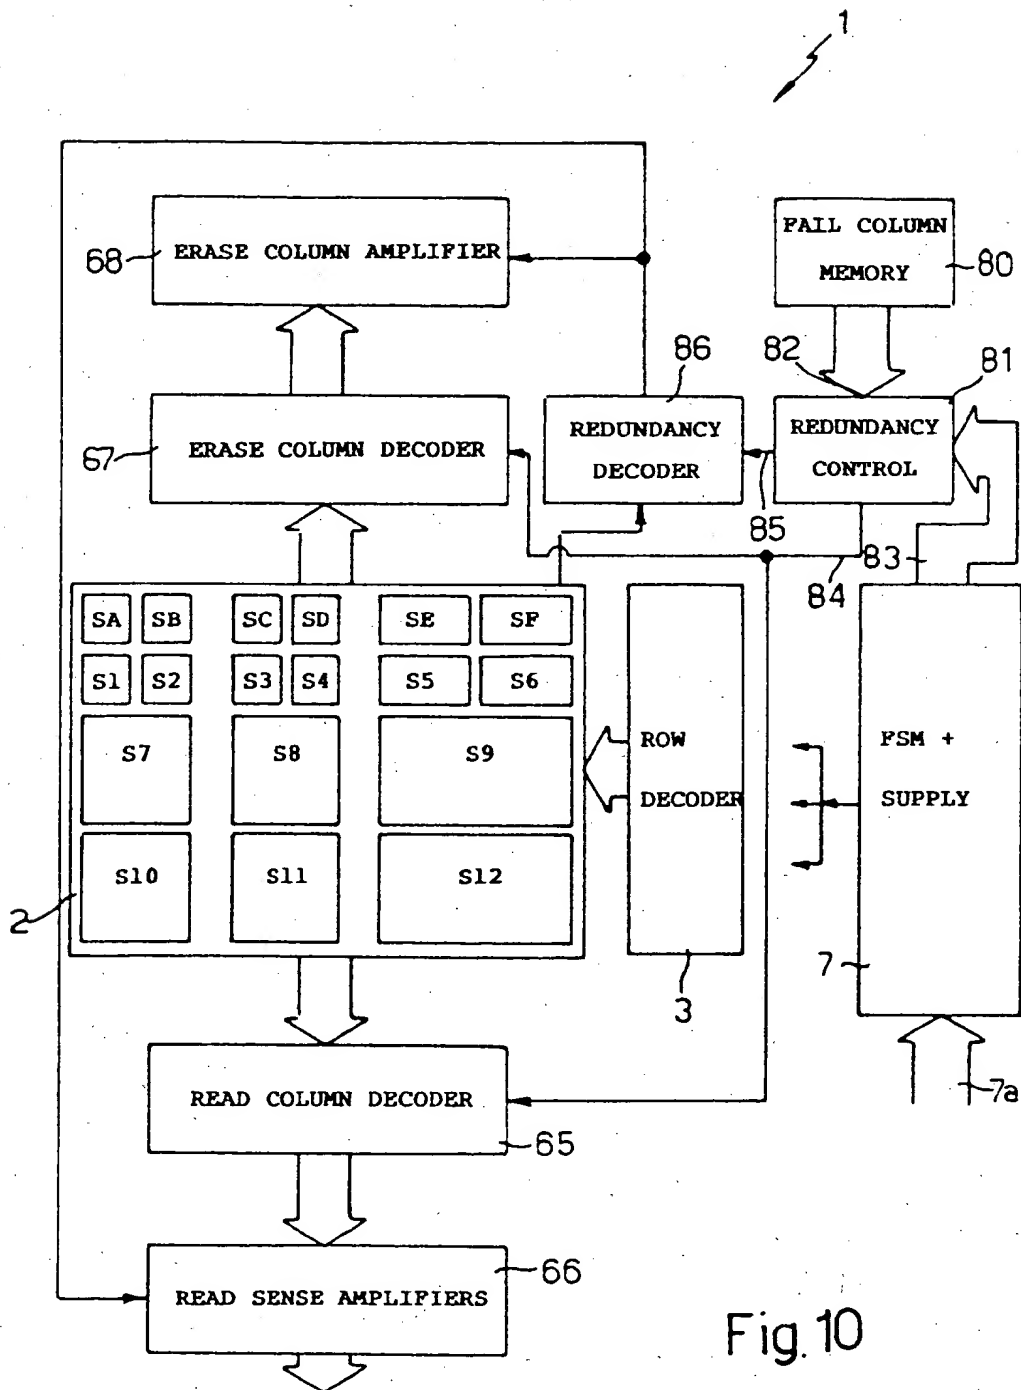 1
FAIL COLUMN
MEMORY
80
68
ERASE COLUMN AMPLIFIER
82
86
81
67
ERASE COLUMN DECODER
REDUNDANCY
DECODER
REDUNDANCY
CONTROL
85
84
83
SA SB SC SD SE SF
S1 S2 S3 S4 S5 S6
S7 S8 S9
S10 S11 S12
2
ROW
DECODER
3
FSM +
SUPPLY
7
7a
READ COLUMN DECODER
65
READ SENSE AMPLIFIERS
66
Fig.10